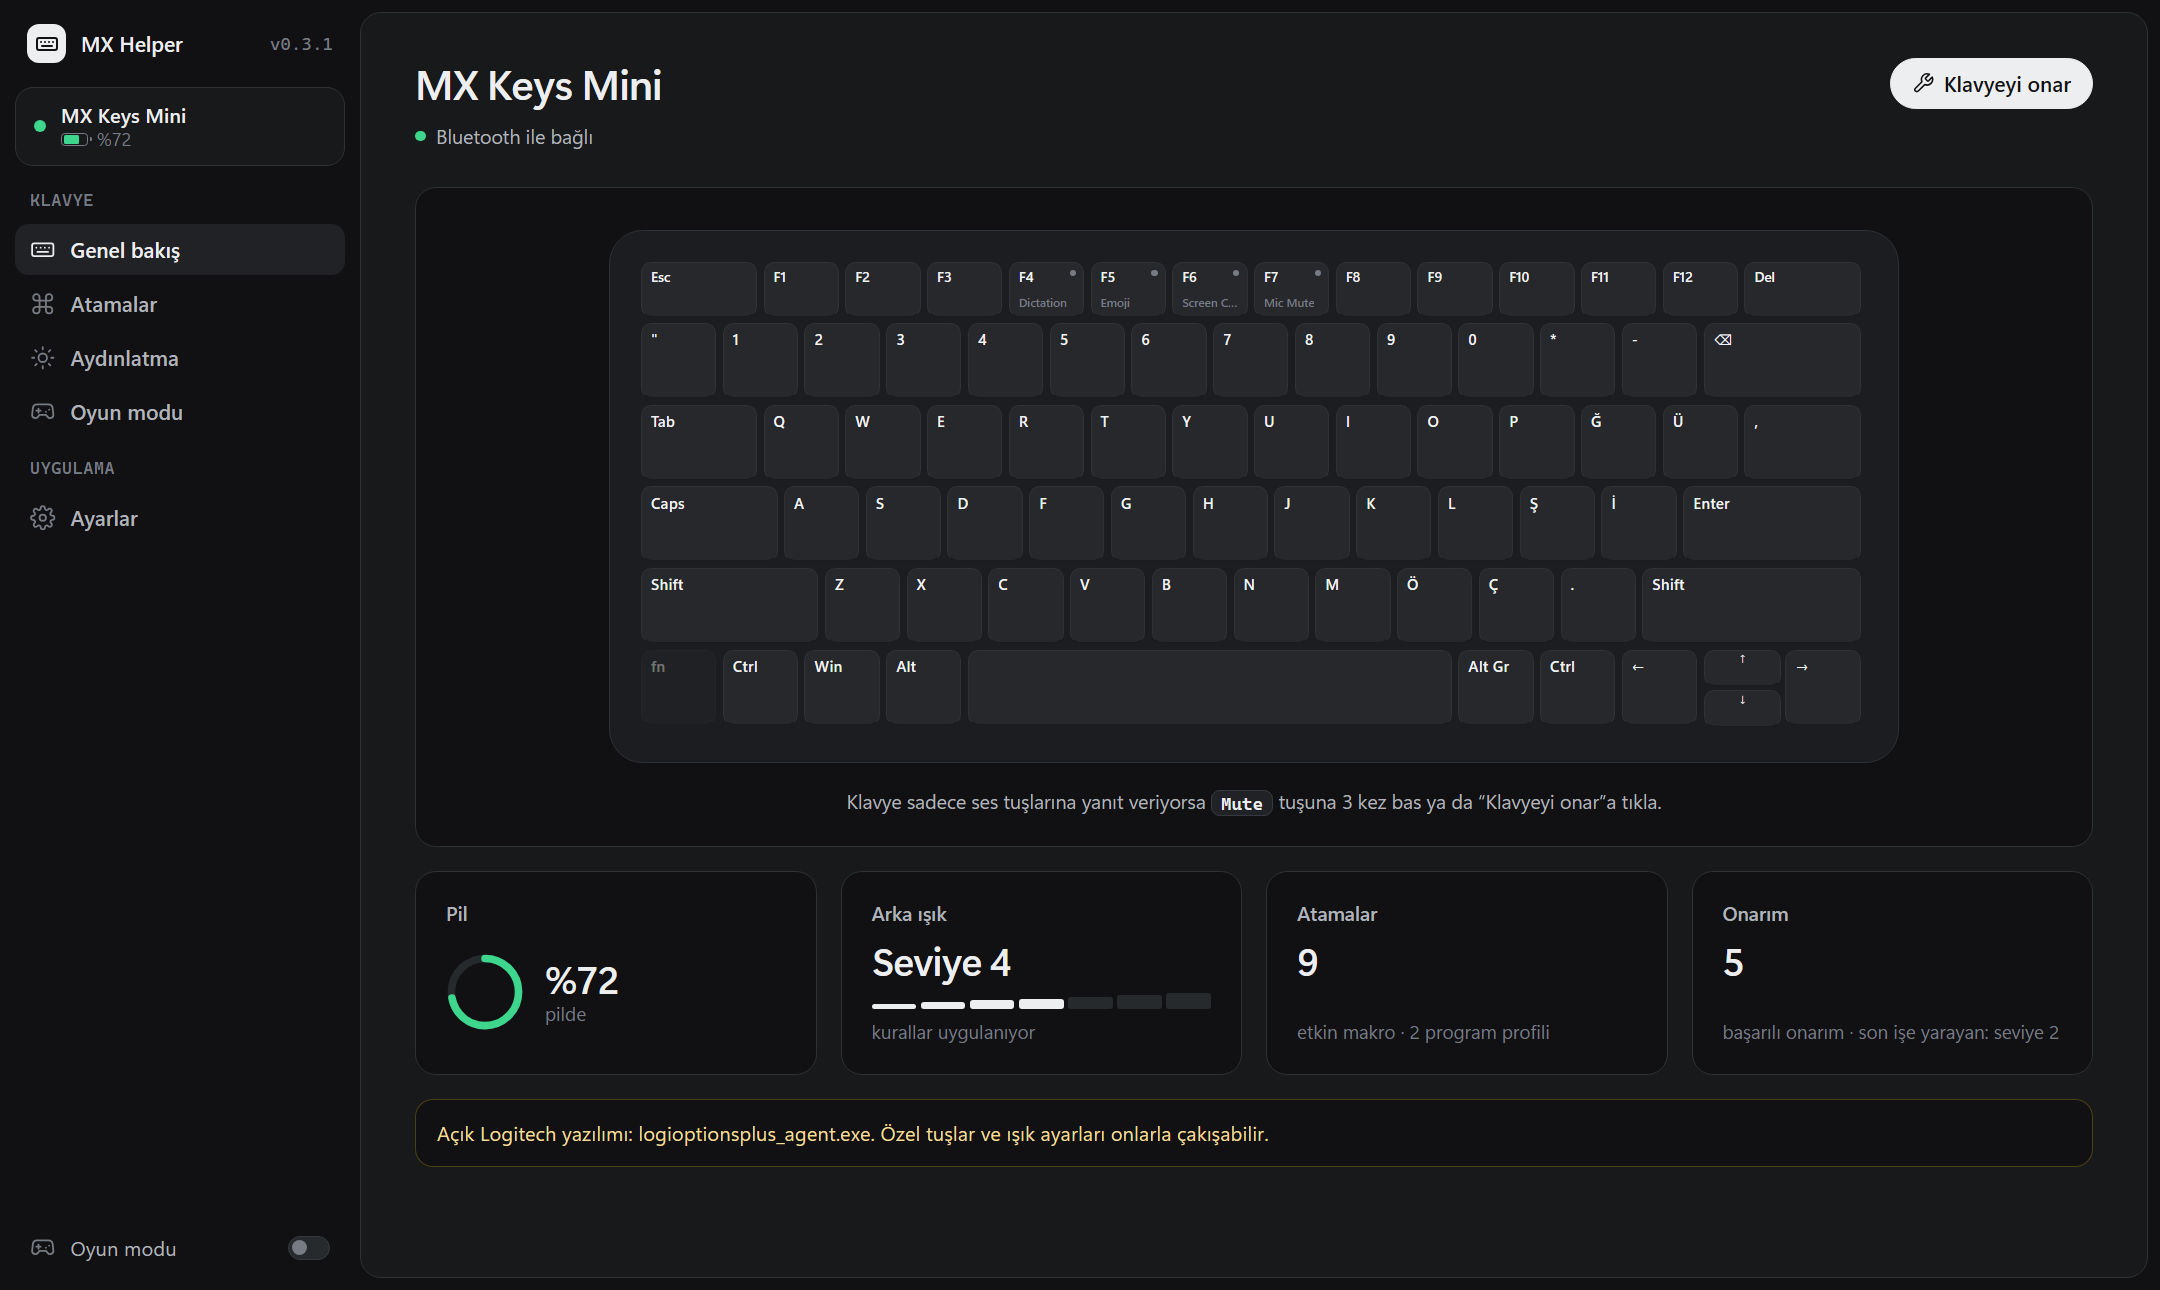 MX Helper v0.3.1
MX Keys Mini
%72
KLAVYE
Genel bakış
Atamalar
Aydınlatma
Oyun modu
UYGULAMA
Ayarlar
Oyun modu
MX Keys Mini
Bluetooth ile bağlı
Klavyeyi onar
Esc F1 F2 F3 F4 F5 F6 F7 F8 F9 F10 F11 F12 Del
Dictation Emoji Screen C... Mic Mute
" 1 2 3 4 5 6 7 8 9 0 * - ⌫
Tab Q W E R T Y U I O P Ğ Ü ,
Caps A S D F G H J K L Ş İ Enter
Shift Z X C V B N M Ö Ç . Shift
fn Ctrl Win Alt Alt Gr Ctrl ← ↑ → ↓
Klavye sadece ses tuşlarına yanıt veriyorsa Mute tuşuna 3 kez bas ya da “Klavyeyi onar”a tıkla.
Pil
%72
pilde
Arka ışık
Seviye 4
kurallar uygulanıyor
Atamalar
9
etkin makro · 2 program profili
Onarım
5
başarılı onarım · son işe yarayan: seviye 2
Açık Logitech yazılımı: logioptionsplus_agent.exe. Özel tuşlar ve ışık ayarları onlarla çakışabilir.